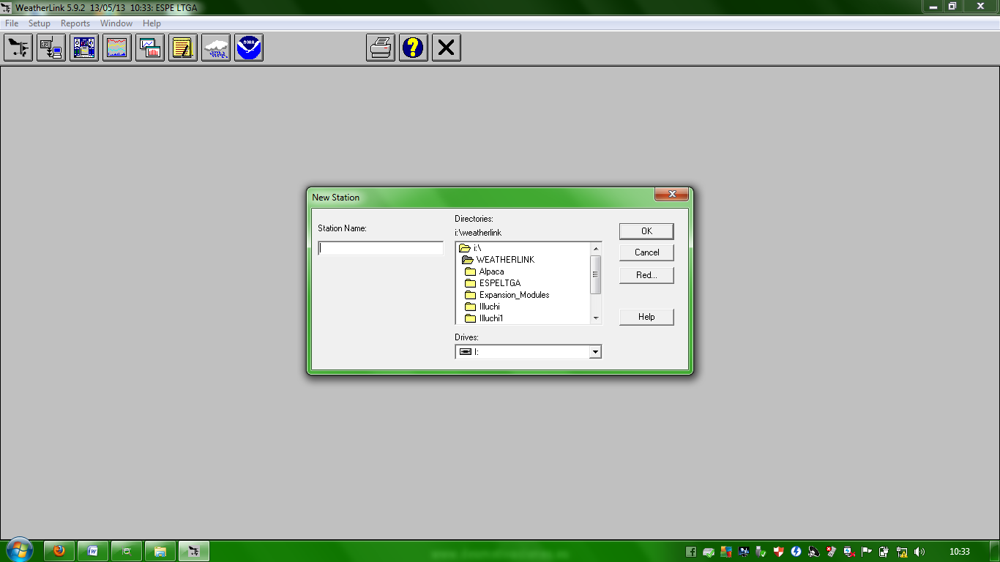 WeatherLink 5.9.2 13/05/13 10:33: ESPE LTGA
File Setup Reports Window Help
NOAA
New Station
Station Name:
Directories:
i:\weatherlink
i:\
WEATHERLINK
Alpaca
ESPELTGA
Expansion_Modules
Illuchi
Illuchi1
Drives:
I:
OK
Cancel
Red...
Help
10:33